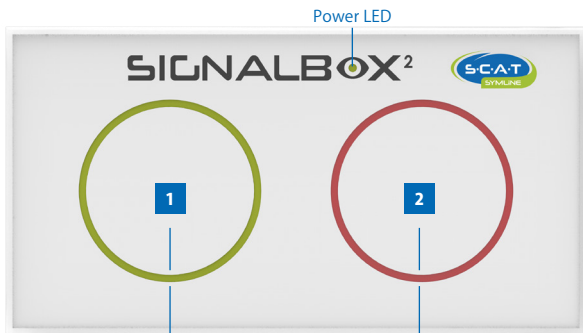 Power LED
SIGNALBOX²
S·C·A·T
SYMLINE
1
2